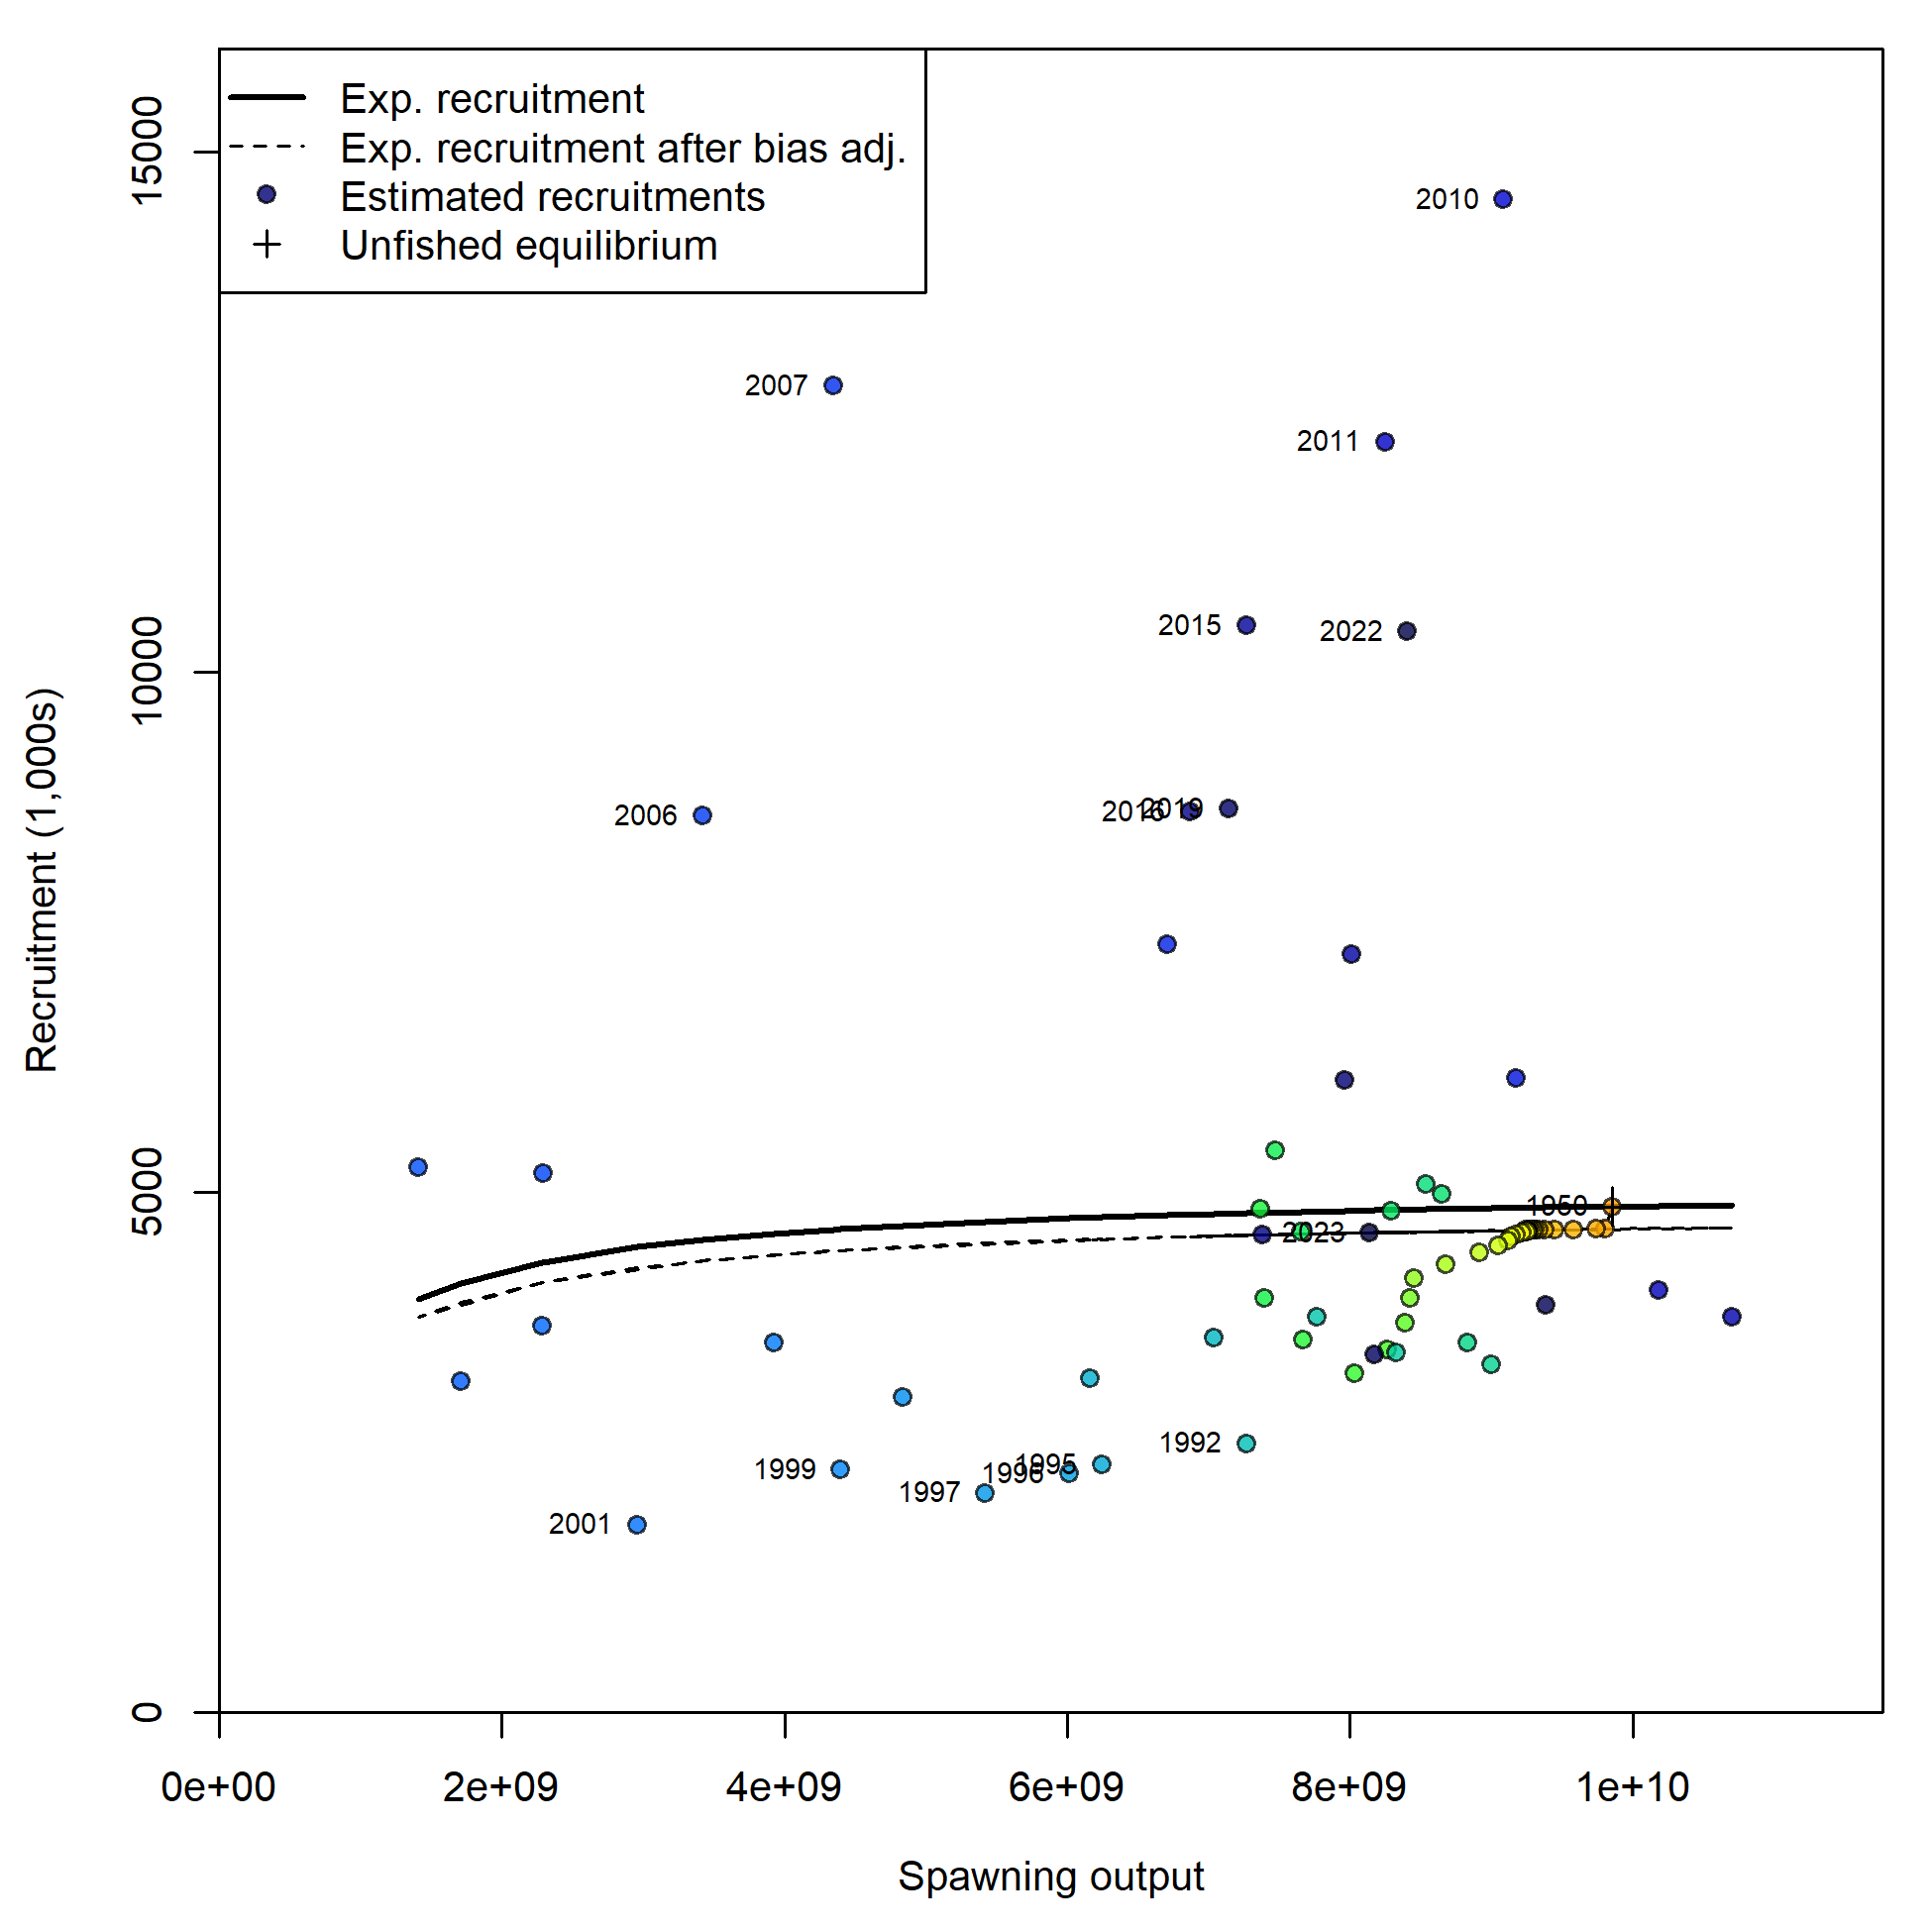 Exp. recruitment
Exp. recruitment after bias adj.
Estimated recruitments
Unfished equilibrium
15000
10000
5000
0
Recruitment (1,000s)
2010
2007
2011
2015
2022
2006
2016
2019
1950
2023
1992
1995
1996
1999
1997
2001
0e+00
2e+09
4e+09
6e+09
8e+09
1e+10
Spawning output